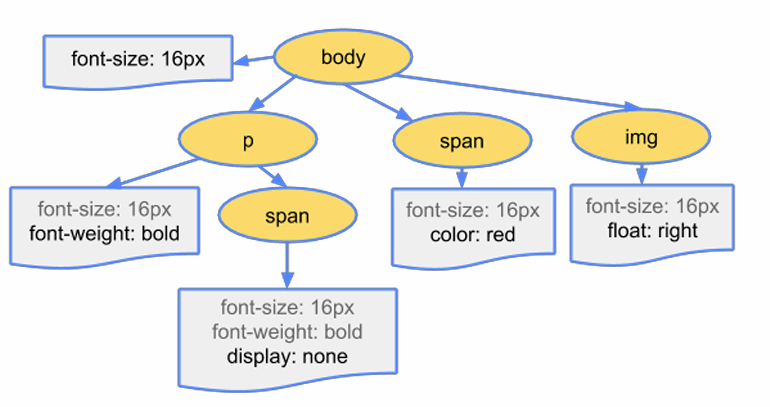 font-size: 16px
body
p
span
img
font-size: 16px
font-weight: bold
span
font-size: 16px
color: red
font-size: 16px
float: right
font-size: 16px
font-weight: bold
display: none